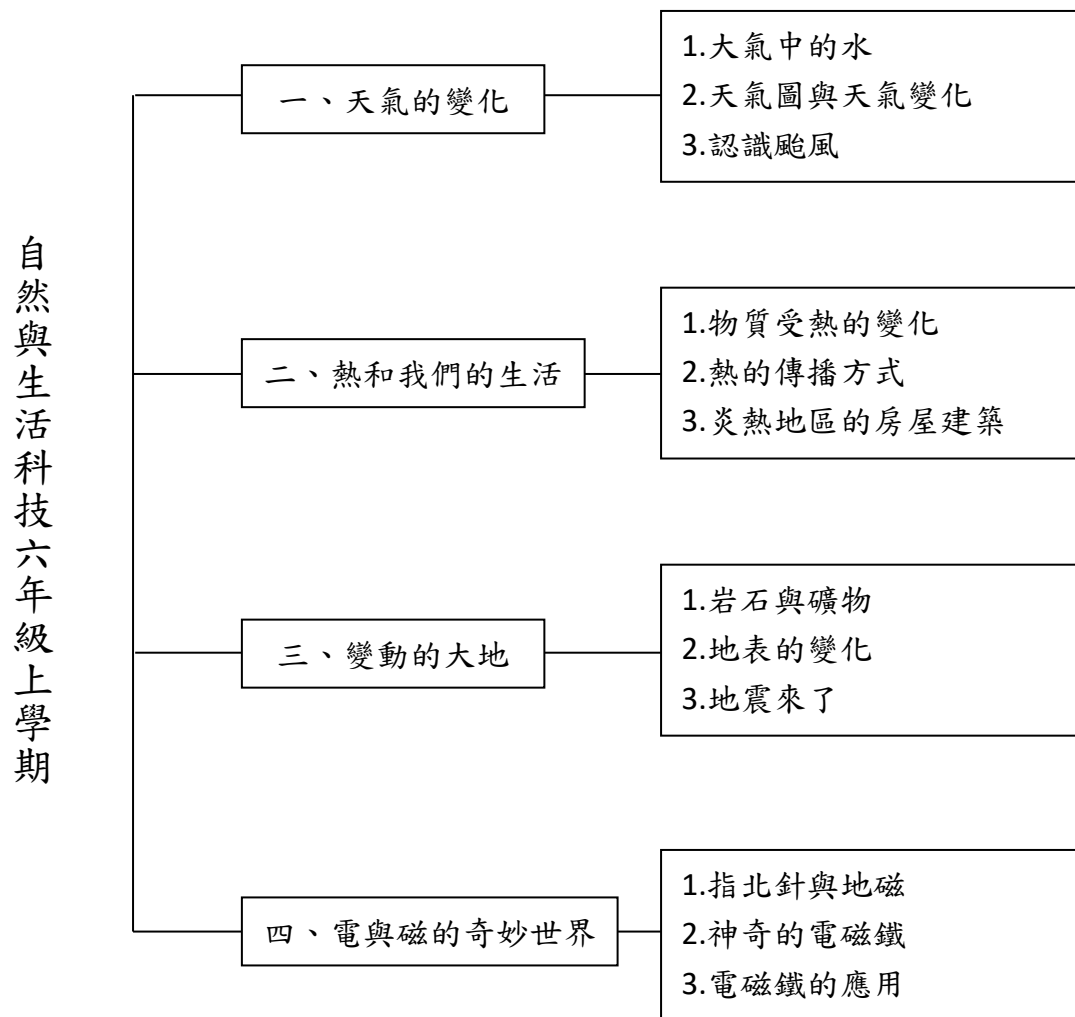 自然與生活科技六年級上學期
一、天氣的變化
1.大氣中的水
2.天氣圖與天氣變化
3.認識颱風
二、熱和我們的生活
1.物質受熱的變化
2.熱的傳播方式
3.炎熱地區的房屋建築
三、變動的大地
1.岩石與礦物
2.地表的變化
3.地震來了
四、電與磁的奇妙世界
1.指北針與地磁
2.神奇的電磁鐵
3.電磁鐵的應用